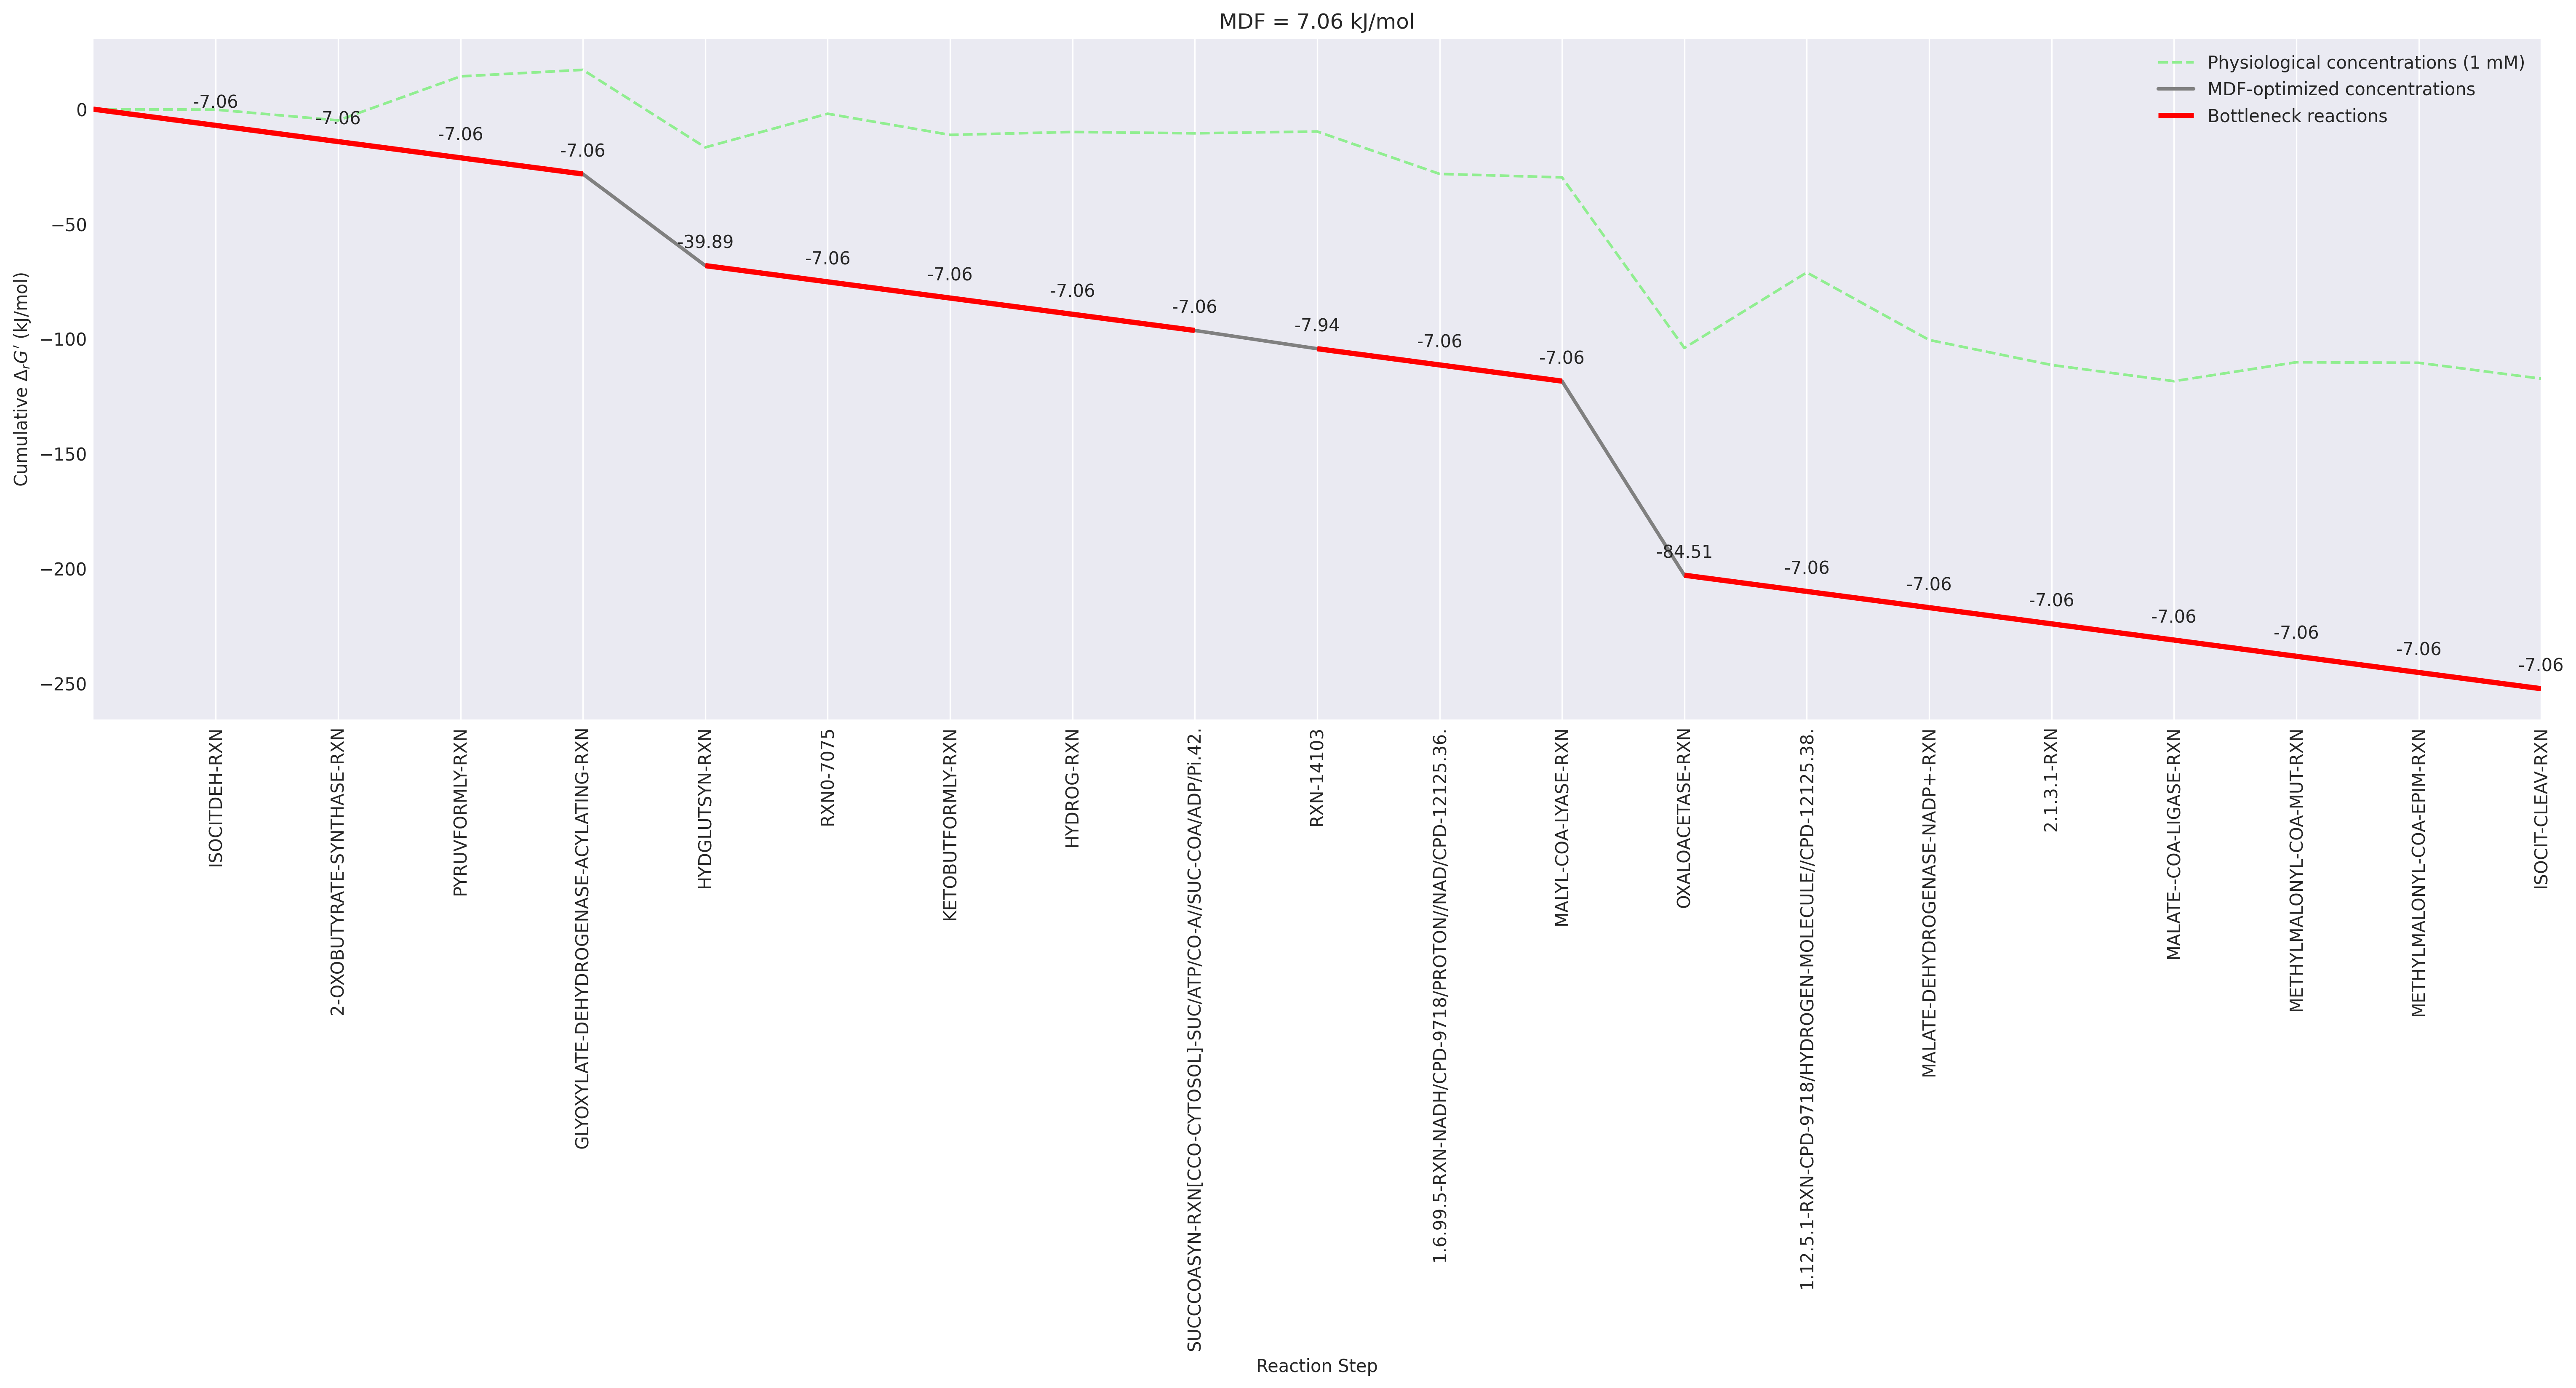 MDF = 7.06 kJ/mol
Physiological concentrations (1 mM)
MDF-optimized concentrations
Bottleneck reactions
Cumulative ΔrG′ (kJ/mol)
0
−50
−100
−150
−200
−250
-7.06
-7.06
-7.06
-7.06
-39.89
-7.06
-7.06
-7.06
-7.06
-7.94
-7.06
-7.06
-84.51
-7.06
-7.06
-7.06
-7.06
-7.06
-7.06
-7.06
ISOCITDEH-RXN
2-OXOBUTYRATE-SYNTHASE-RXN
PYRUVFORMLY-RXN
GLYOXYLATE-DEHYDROGENASE-ACYLATING-RXN
HYDGLUTSYN-RXN
RXN0-7075
KETOBUTFORMLY-RXN
HYDROG-RXN
SUCCCOASYN-RXN[CCO-CYTOSOL]-SUC/ATP/CO-A//SUC-COA/ADP/Pi.42.
RXN-14103
1.6.99.5-RXN-NADH/CPD-9718/PROTON//NAD/CPD-12125.36.
MALYL-COA-LYASE-RXN
OXALOACETASE-RXN
1.12.5.1-RXN-CPD-9718/HYDROGEN-MOLECULE//CPD-12125.38.
MALATE-DEHYDROGENASE-NADP+-RXN
2.1.3.1-RXN
MALATE--COA-LIGASE-RXN
METHYLMALONYL-COA-MUT-RXN
METHYLMALONYL-COA-EPIM-RXN
ISOCIT-CLEAV-RXN
Reaction Step